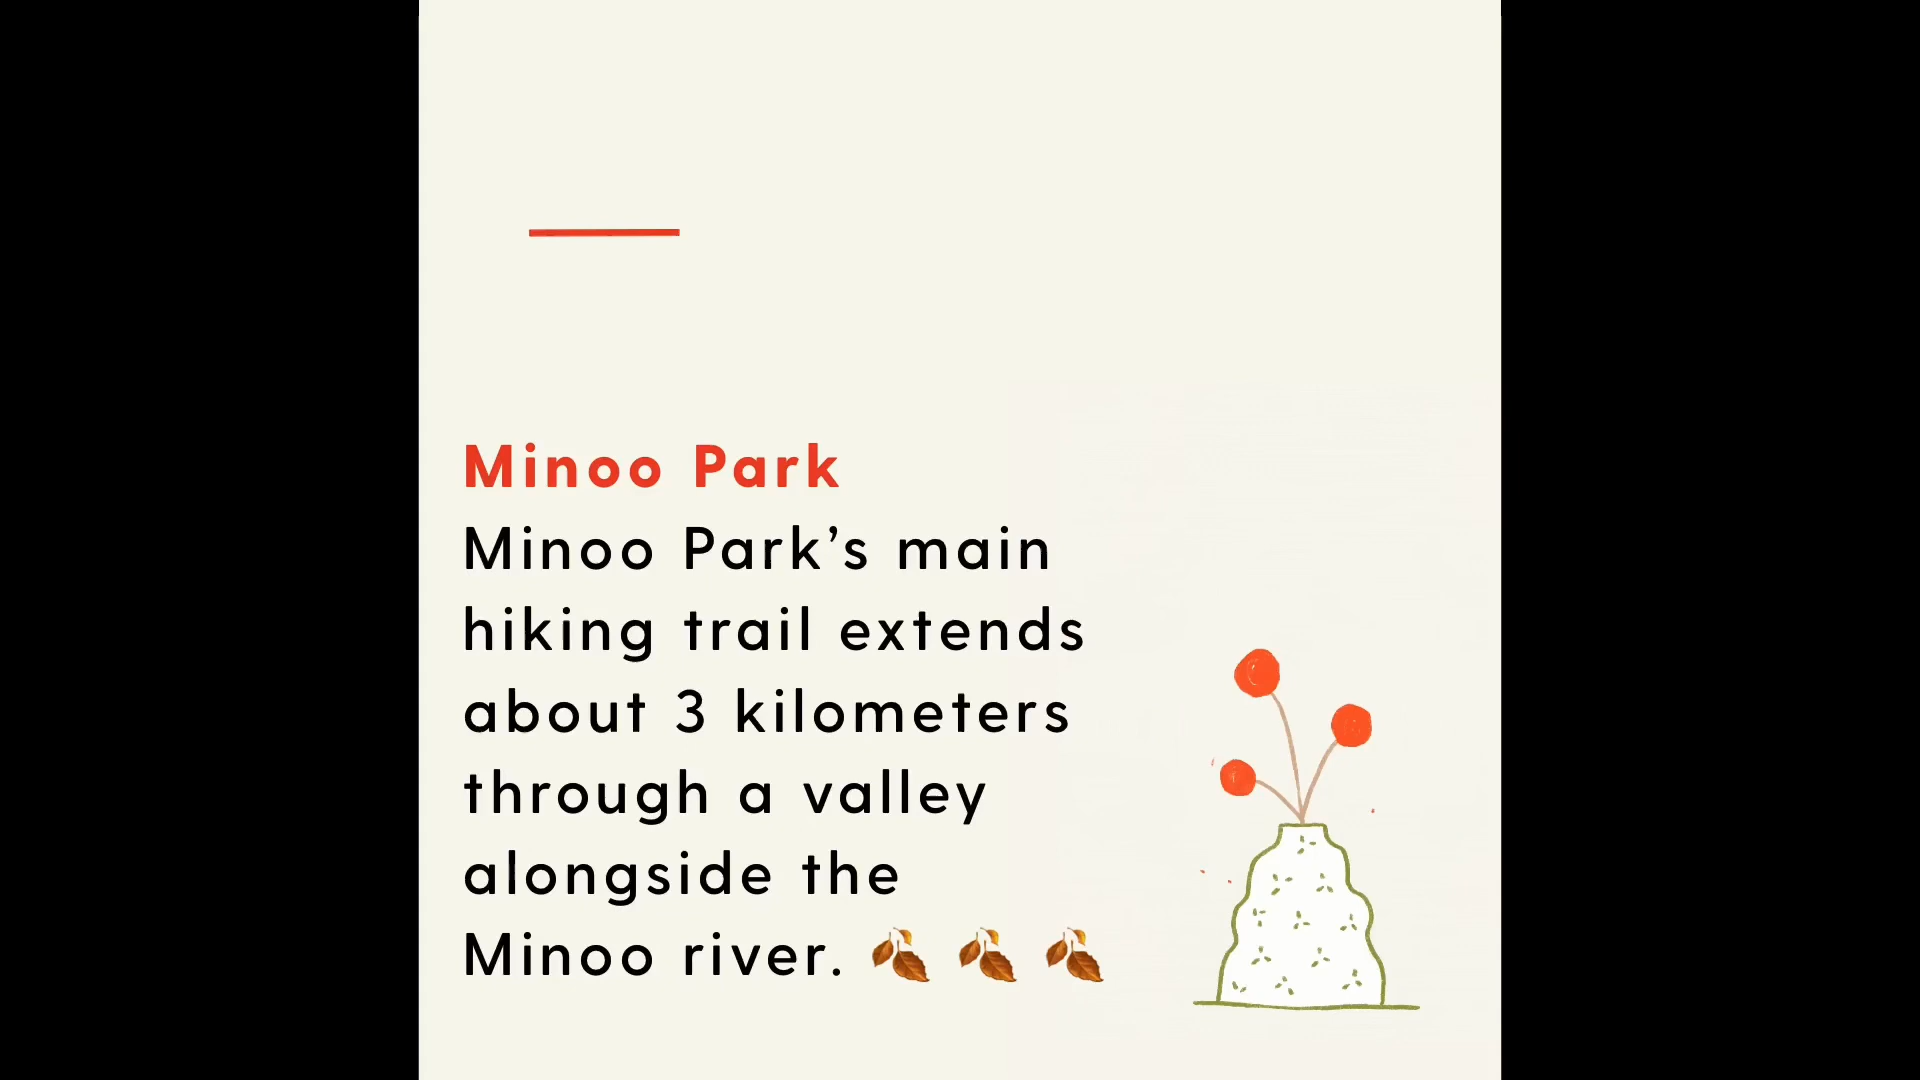 Minoo Park
Minoo Park’s main
hiking trail extends
about 3 kilometers
through a valley
alongside the
Minoo river. 🍂 🍂 🍂